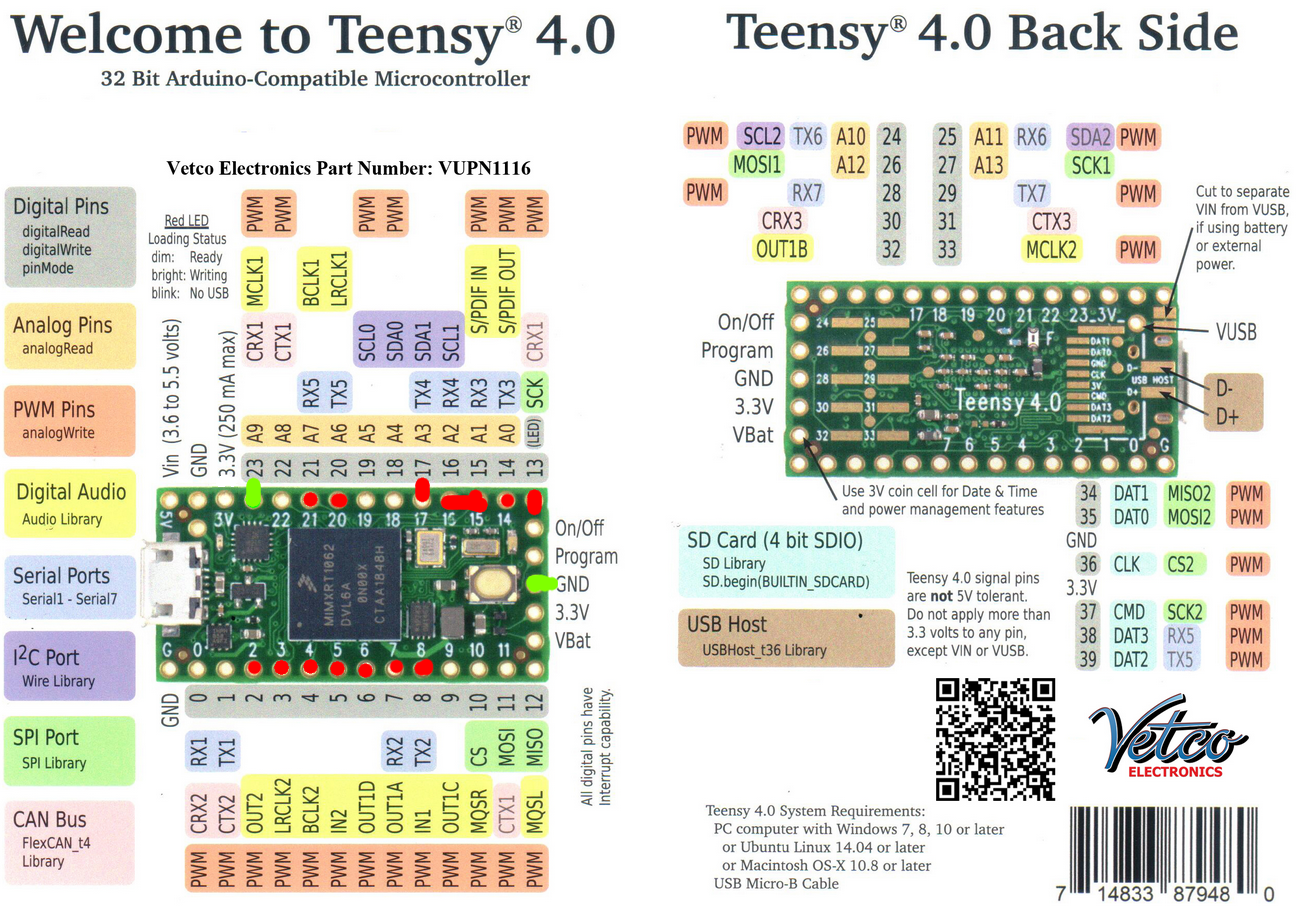 Welcome to Teensy® 4.0
32 Bit Arduino-Compatible Microcontroller
Vetco Electronics Part Number: VUPN1116
Digital Pins
digitalRead
digitalWrite
pinMode
Analog Pins
analogRead
PWM Pins
analogWrite
Digital Audio
Audio Library
Serial Ports
Serial1 - Serial7
I²C Port
Wire Library
SPI Port
SPI Library
CAN Bus
FlexCAN_t4
Library
Red LED
Loading Status
dim: Ready
bright: Writing
blink: No USB
PWM PWM PWM PWM PWM PWM PWM
MCLK1 BCLK1 LRCLK1 S/PDIF IN S/PDIF OUT
CRX1 CTX1 SCL0 SDA0 SDA1 SCL1 CRX1
RX5 TX5 TX4 RX4 RX3 TX3 SCK
Vin (3.6 to 5.5 volts)
GND
3.3V (250 mA max)
A9 A8 A7 A6 A5 A4 A3 A2 A1 A0 (LED)
23 22 21 20 19 18 17 16 15 14 13
5V 3V 22 21 20 19 18 17 15 14
MIMXRT1062
DVL6A
0N00X
CTAA1848H
G 0 2 3 4 5 6 7 8 9 10 11
On/Off
Program
GND
3.3V
VBat
GND 0 1 2 3 4 5 6 7 8 9 10 11 12
RX1 TX1 RX2 TX2 CS MOSI MISO
CRX2 CTX2 OUT2 LRCLK2 BCLK2 IN2 OUT1D OUT1A IN1 OUT1C MQSR CTX1 MQSL
PWM PWM PWM PWM PWM PWM PWM PWM PWM PWM PWM PWM PWM
All digital pins have
Interrupt capability.
Teensy® 4.0 Back Side
PWM SCL2 TX6 A10 24 25 A11 RX6 SDA2 PWM
MOSI1 A12 26 27 A13 SCK1
PWM RX7 28 29 TX7 PWM
CRX3 30 31 CTX3
OUT1B 32 33 MCLK2 PWM
Cut to separate
VIN from VUSB,
if using battery
or external
power.
On/Off
Program
GND
3.3V
VBat
17 18 19 20 21 22 23 3V
24 25
26 27
28 29
30 31
32 33
F
DAT1
DAT0
GND
CLK
3V
CMD
DAT3
DAT2
D-
USB HOST
D+
Teensy 4.0
7 6 5 4 3 2 1 0 G
VUSB
D-
D+
Use 3V coin cell for Date & Time
and power management features
SD Card (4 bit SDIO)
SD Library
SD.begin(BUILTIN_SDCARD)
USB Host
USBHost_t36 Library
Teensy 4.0 signal pins
are not 5V tolerant.
Do not apply more than
3.3 volts to any pin,
except VIN or VUSB.
34 DAT1 MISO2 PWM
35 DAT0 MOSI2 PWM
GND
36 CLK CS2 PWM
3.3V
37 CMD SCK2 PWM
38 DAT3 RX5 PWM
39 DAT2 TX5 PWM
Vetco
ELECTRONICS
Teensy 4.0 System Requirements:
PC computer with Windows 7, 8, 10 or later
or Ubuntu Linux 14.04 or later
or Macintosh OS-X 10.8 or later
USB Micro-B Cable
7 14833 87948 0